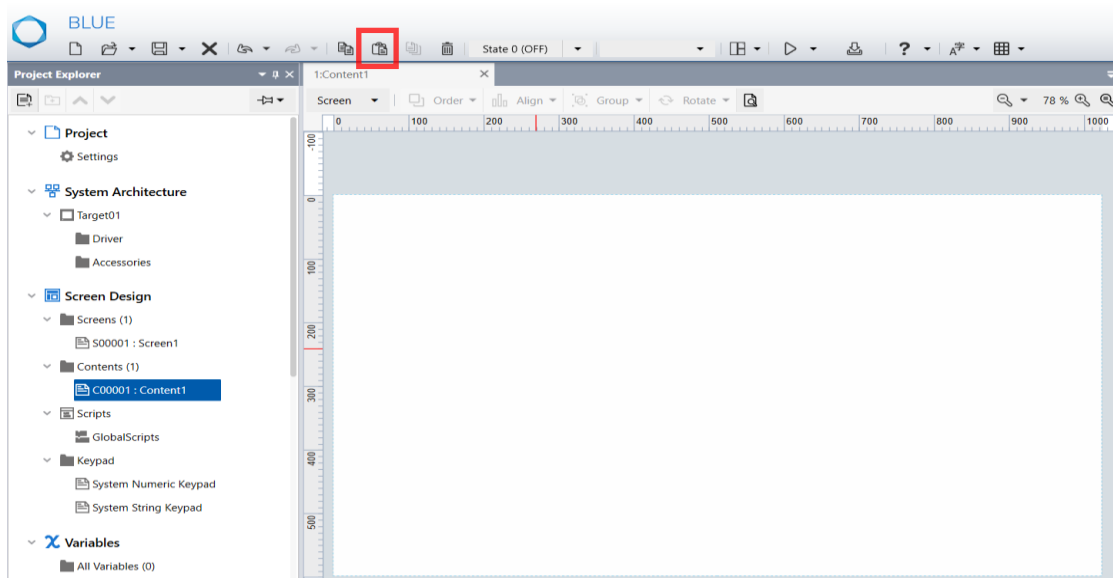 BLUE
State 0 (OFF)
Project Explorer
1:Content1
Screen Order Align Group Rotate 78 %
0 100 200 300 400 500 600 700 800 900 1000
-100
0
100
200
300
400
500
Project
Settings
System Architecture
Target01
Driver
Accessories
Screen Design
Screens (1)
S00001 : Screen1
Contents (1)
C00001 : Content1
Scripts
GlobalScripts
Keypad
System Numeric Keypad
System String Keypad
Variables
All Variables (0)